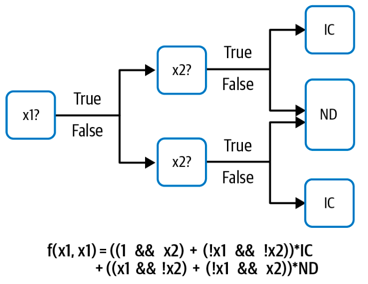 IC
True
x2?
False
True
x1?
ND
False
True
x2?
False
IC
f(x1, x1) = ((1 && x2) + (!x1 && !x2))*IC
+ ((x1 && !x2) + (!x1 && x2))*ND